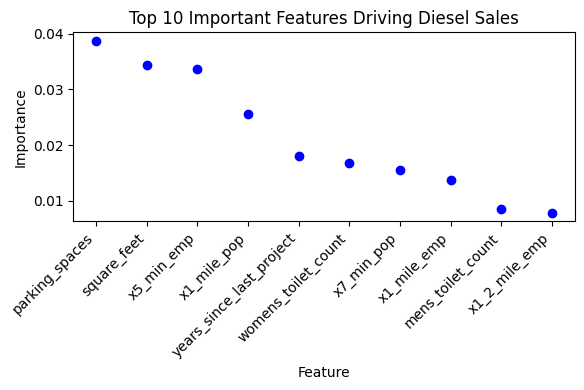 Top 10 Important Features Driving Diesel Sales
Importance
0.04
0.03
0.02
0.01
parking_spaces
square_feet
x5_min_emp
x1_mile_pop
years_since_last_project
womens_toilet_count
x7_min_pop
x1_mile_emp
mens_toilet_count
x1_2_mile_emp
Feature